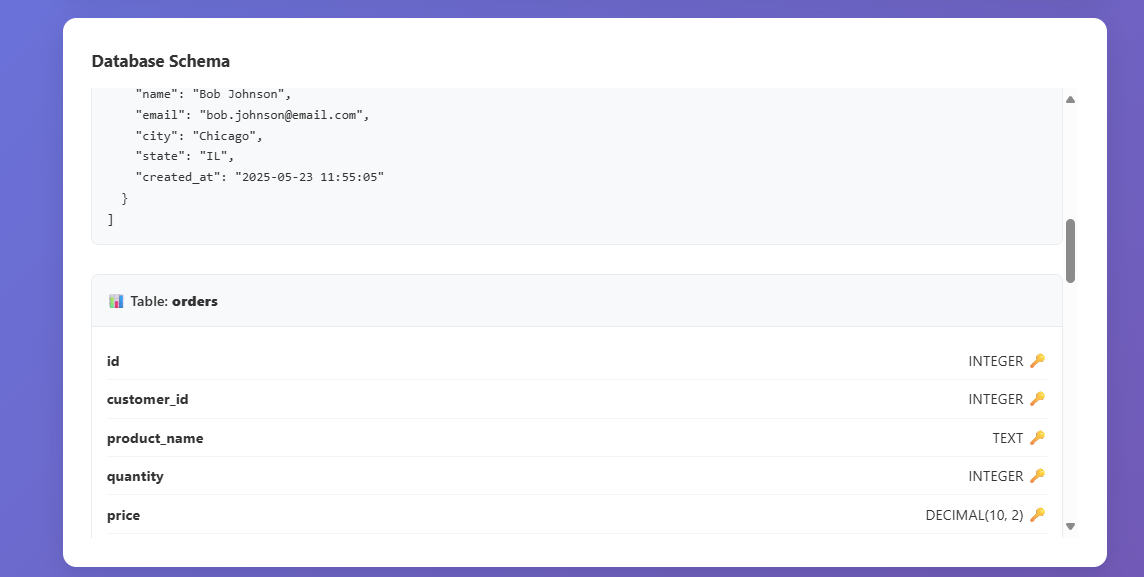 Database Schema
"name": "Bob Johnson",
"email": "bob.johnson@email.com",
"city": "Chicago",
"state": "IL",
"created_at": "2025-05-23 11:55:05"
}
]
Table: orders
id INTEGER
customer_id INTEGER
product_name TEXT
quantity INTEGER
price DECIMAL(10, 2)